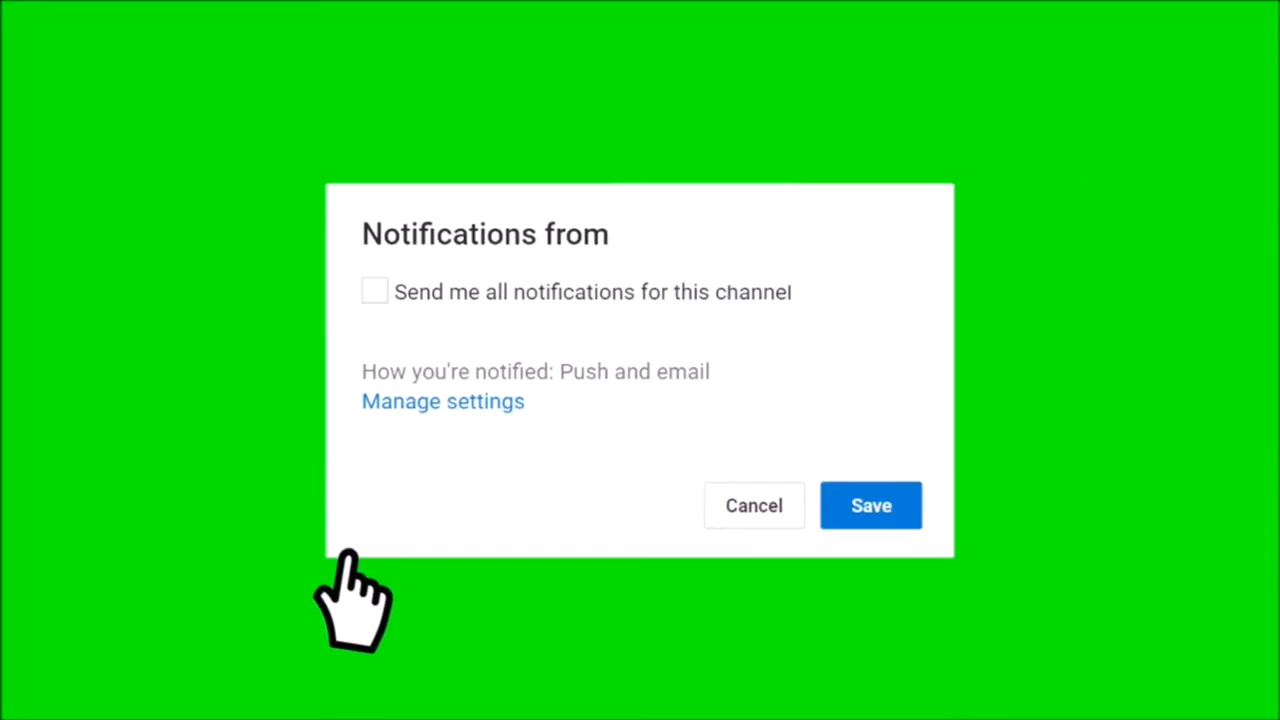 Notifications from
Send me all notifications for this channel
How you're notified: Push and email
Manage settings
Cancel
Save